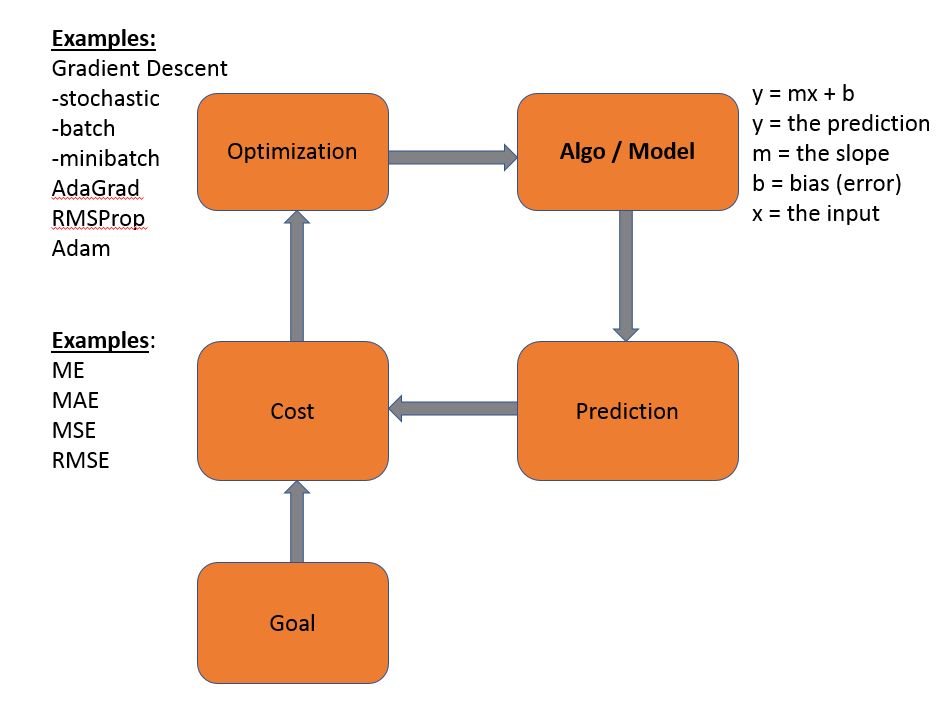 Examples:
Gradient Descent
-stochastic
-batch
-minibatch
AdaGrad
RMSProp
Adam
Optimization
Algo / Model
y = mx + b
y = the prediction
m = the slope
b = bias (error)
x = the input
Examples:
ME
MAE
MSE
RMSE
Cost
Prediction
Goal